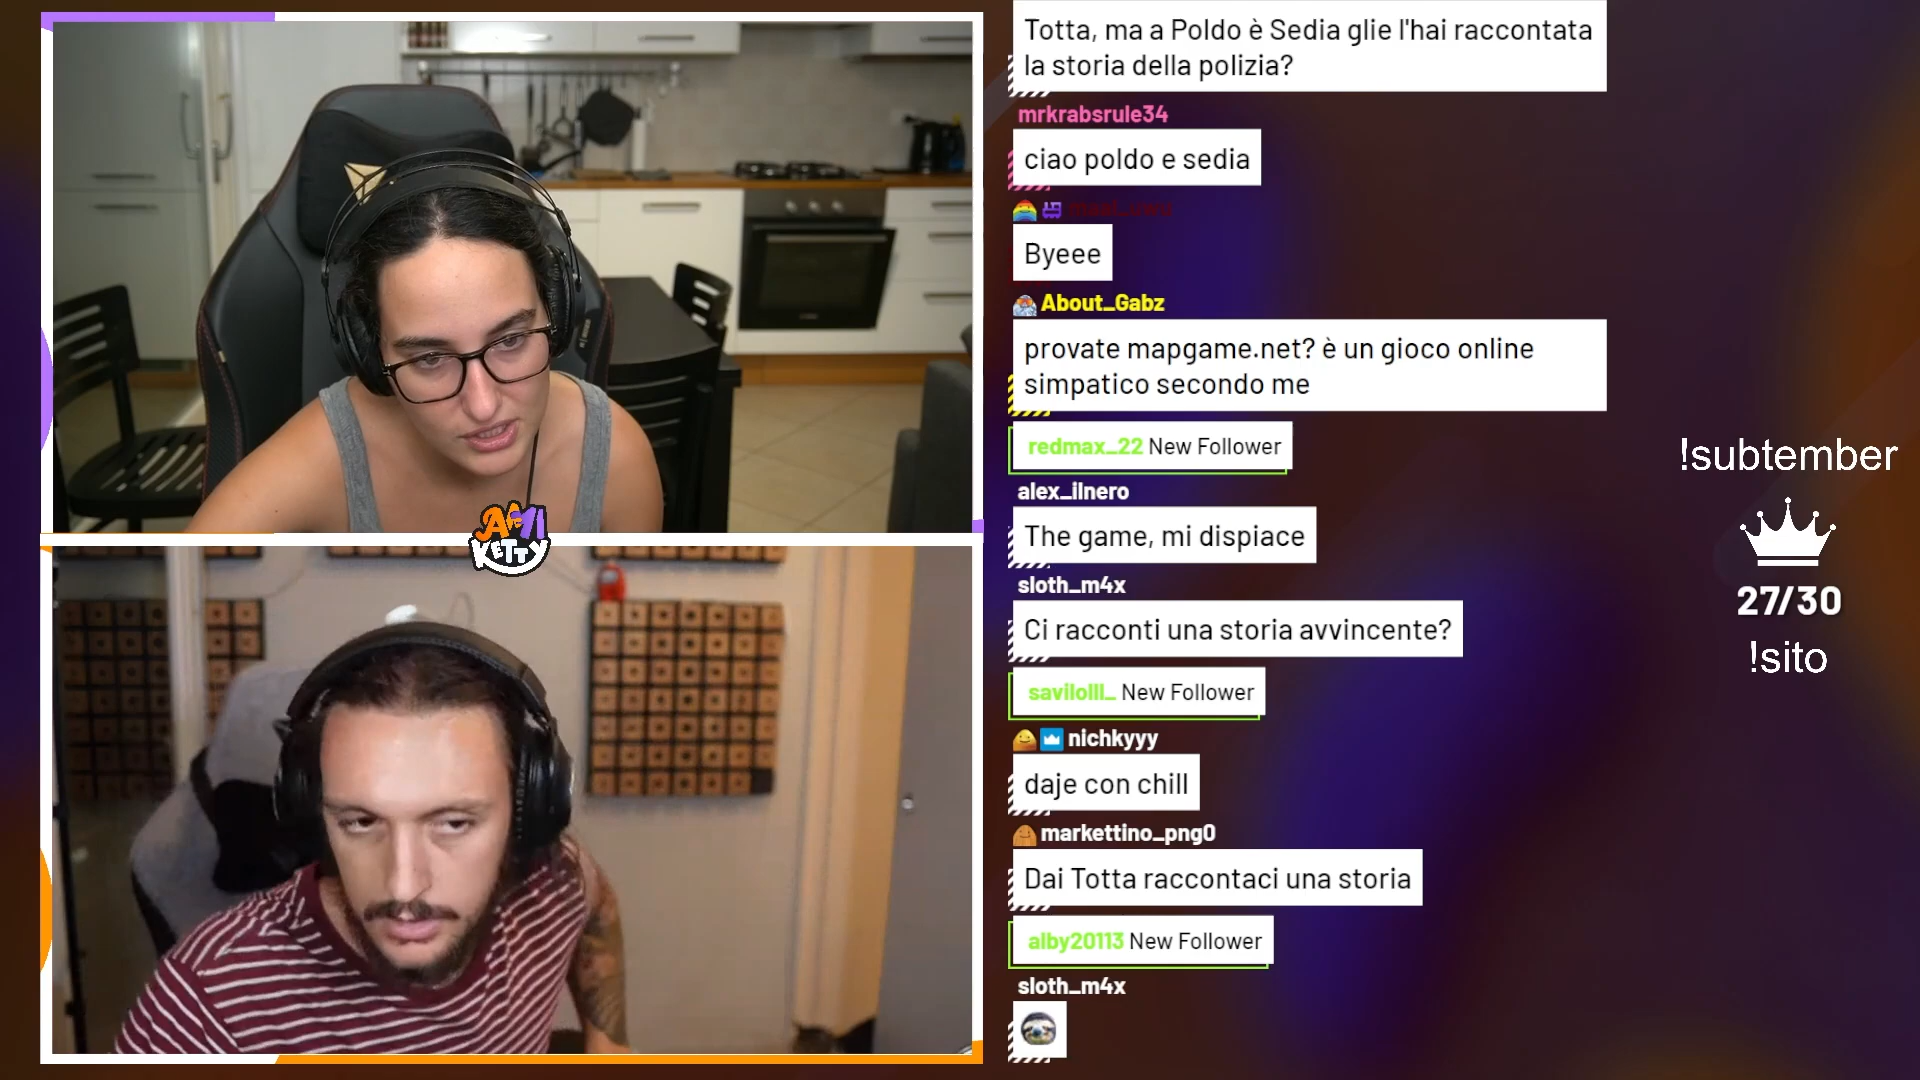 Totta, ma a Poldo è Sedia glie l'hai raccontata
la storia della polizia?
mrkrabsrule34
ciao poldo e sedia
Byeee
About_Gabz
provate mapgame.net? è un gioco online
simpatico secondo me
redmax_22 New Follower
alex_ilnero
The game, mi dispiace
sloth_m4x
Ci racconti una storia avvincente?
New Follower
nichkyyy
daje con chill
markettino_png0
Dai Totta raccontaci una storia
alby20113 New Follower
sloth_m4x
!subtember
27/30
!sito
KETTY